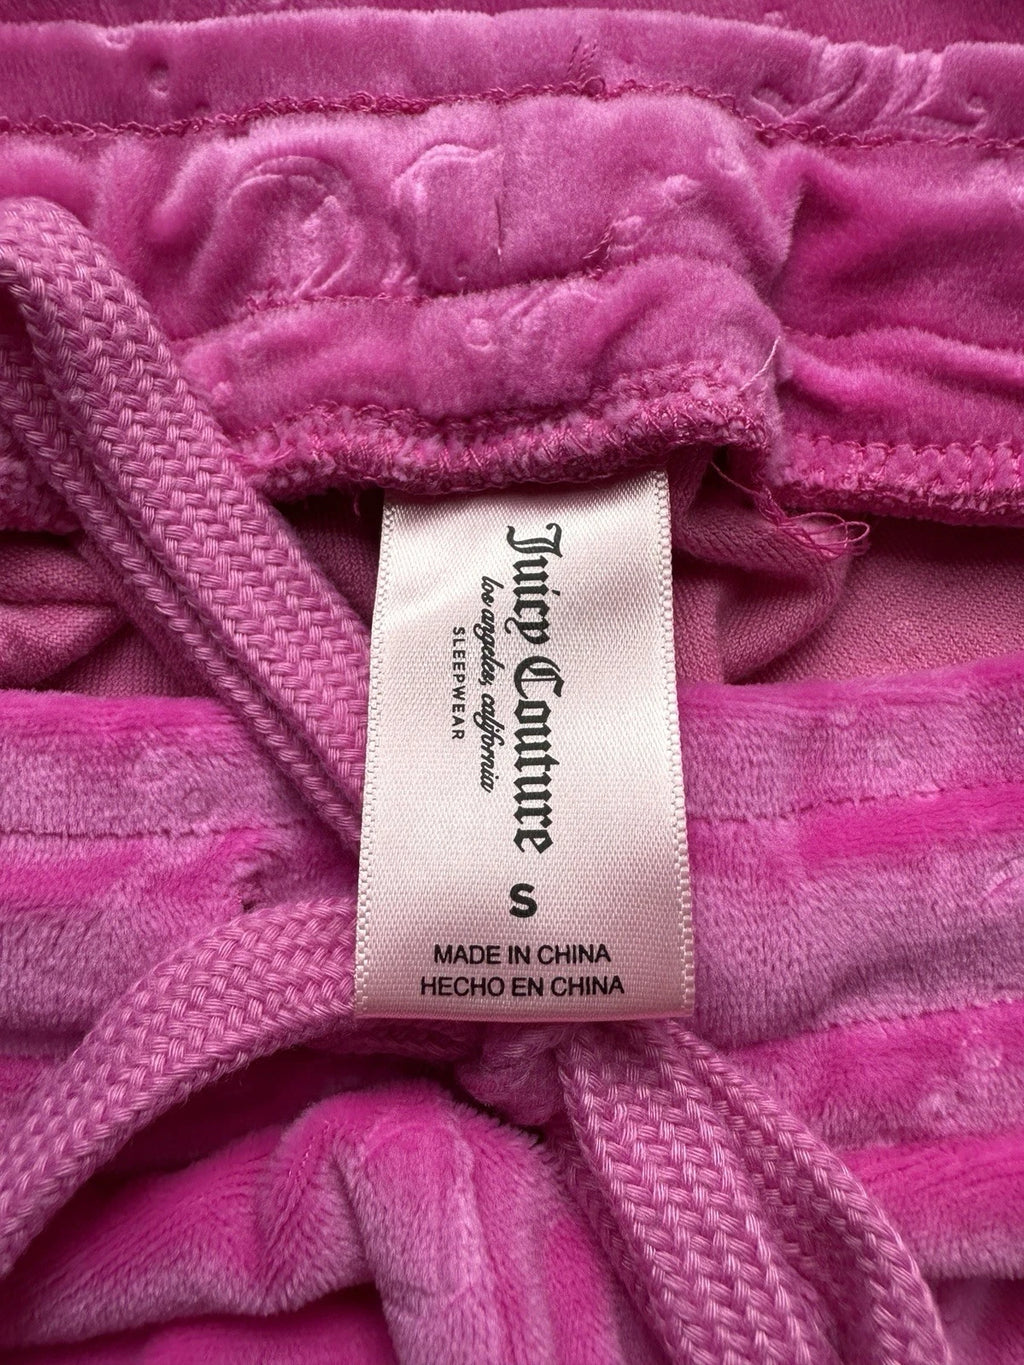 Juicy Couture
los angeles, california
SLEEPWEAR
S
MADE IN CHINA
HECHO EN CHINA